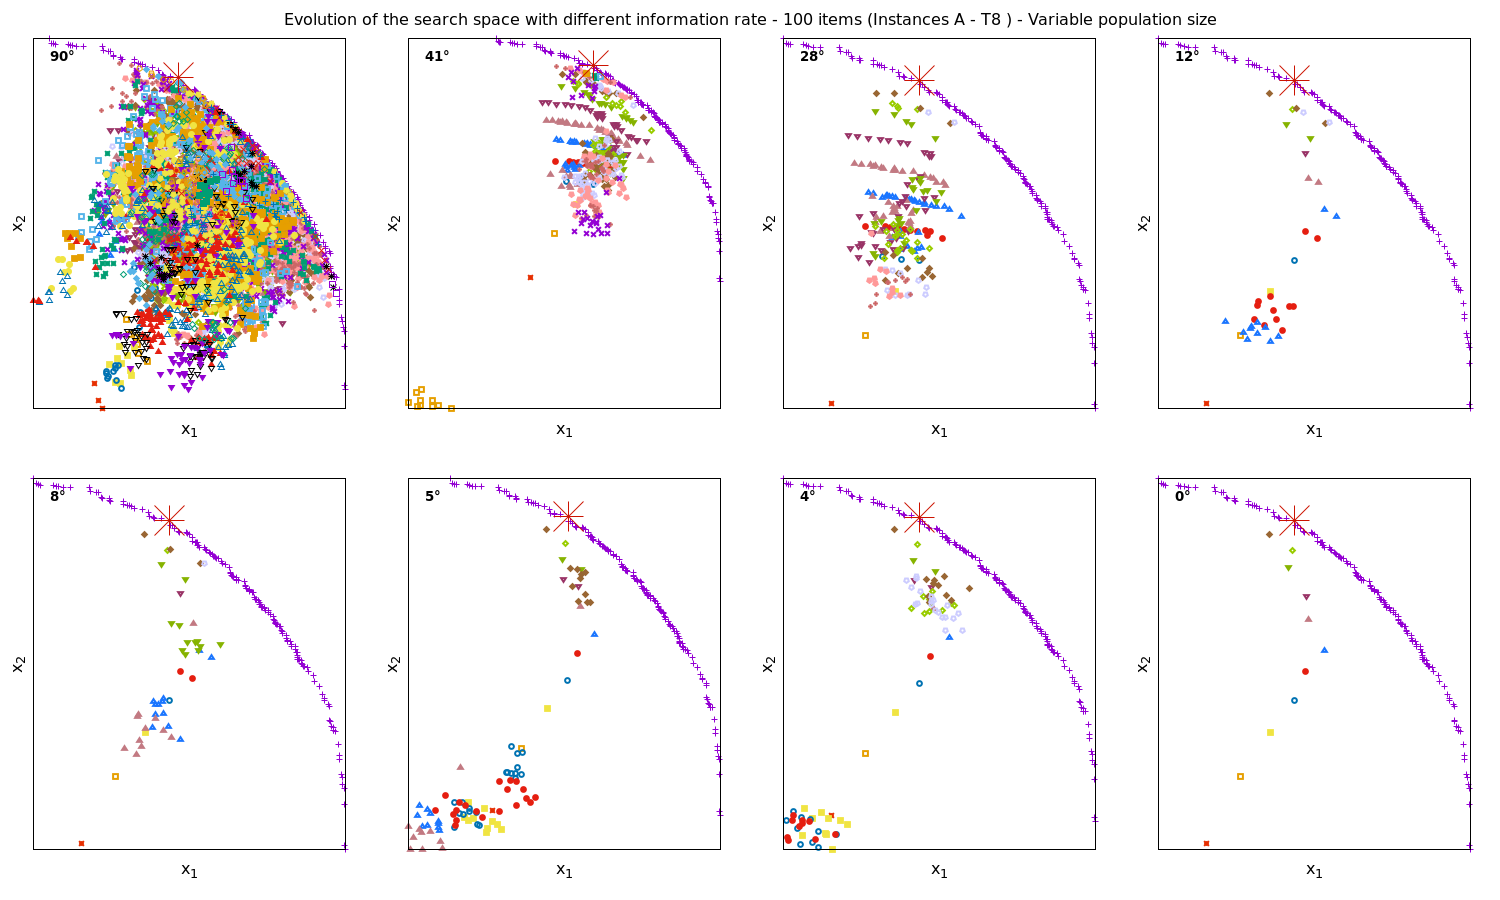 Evolution of the search space with different information rate - 100 items (Instances A - T8 ) - Variable population size
90°
41°
28°
12°
x2
x2
x2
x2
x1
x1
x1
x1
8°
5°
4°
0°
x2
x2
x2
x2
x1
x1
x1
x1